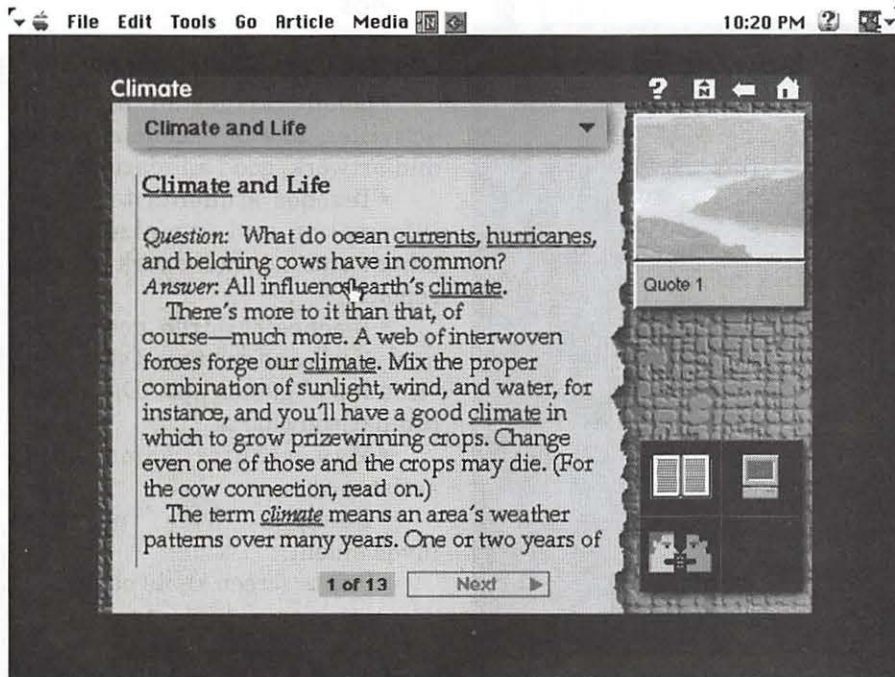 File Edit Tools Go Article Media N 10:20 PM ?
Climate ? N
Climate and Life
Climate and Life
Question: What do ocean currents, hurricanes,
and belching cows have in common?
Answer: All influence earth's climate.
There's more to it than that, of
course—much more. A web of interwoven
forces forge our climate. Mix the proper
combination of sunlight, wind, and water, for
instance, and you'll have a good climate in
which to grow prizewinning crops. Change
even one of those and the crops may die. (For
the cow connection, read on.)
The term climate means an area's weather
patterns over many years. One or two years of
1 of 13 Next
Quote 1